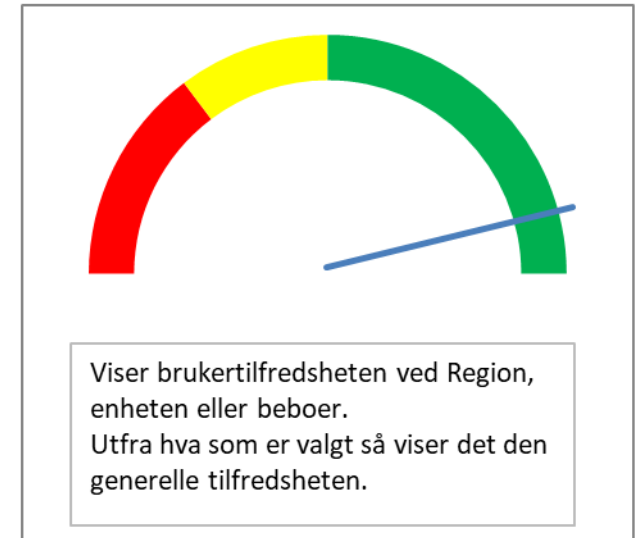 Viser brukertilfredsheten ved Region,
enheten eller beboer.
Utfra hva som er valgt så viser det den
generelle tilfredsheten.